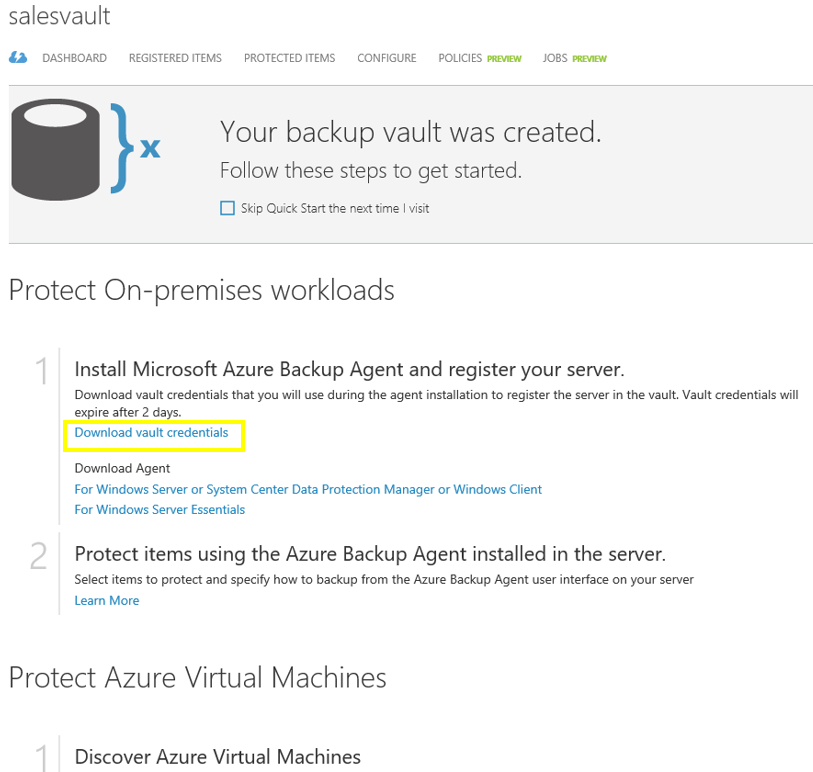 salesvault
DASHBOARD REGISTERED ITEMS PROTECTED ITEMS CONFIGURE POLICIES PREVIEW JOBS PREVIEW
} x
Your backup vault was created.
Follow these steps to get started.
Skip Quick Start the next time I visit
Protect On-premises workloads
1 Install Microsoft Azure Backup Agent and register your server.
Download vault credentials that you will use during the agent installation to register the server in the vault. Vault credentials will
expire after 2 days.
Download vault credentials
Download Agent
For Windows Server or System Center Data Protection Manager or Windows Client
For Windows Server Essentials
2 Protect items using the Azure Backup Agent installed in the server.
Select items to protect and specify how to backup from the Azure Backup Agent user interface on your server
Learn More
Protect Azure Virtual Machines
1 Discover Azure Virtual Machines